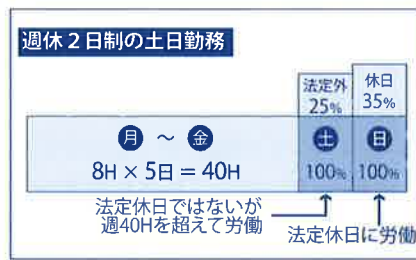 週休2日制の土日勤務
法定外
25%
休日
35%
月 ~ 金
8H × 5日 = 40H
土
100%
日
100%
法定休日ではないが
週40Hを超えて労働
法定休日に労働